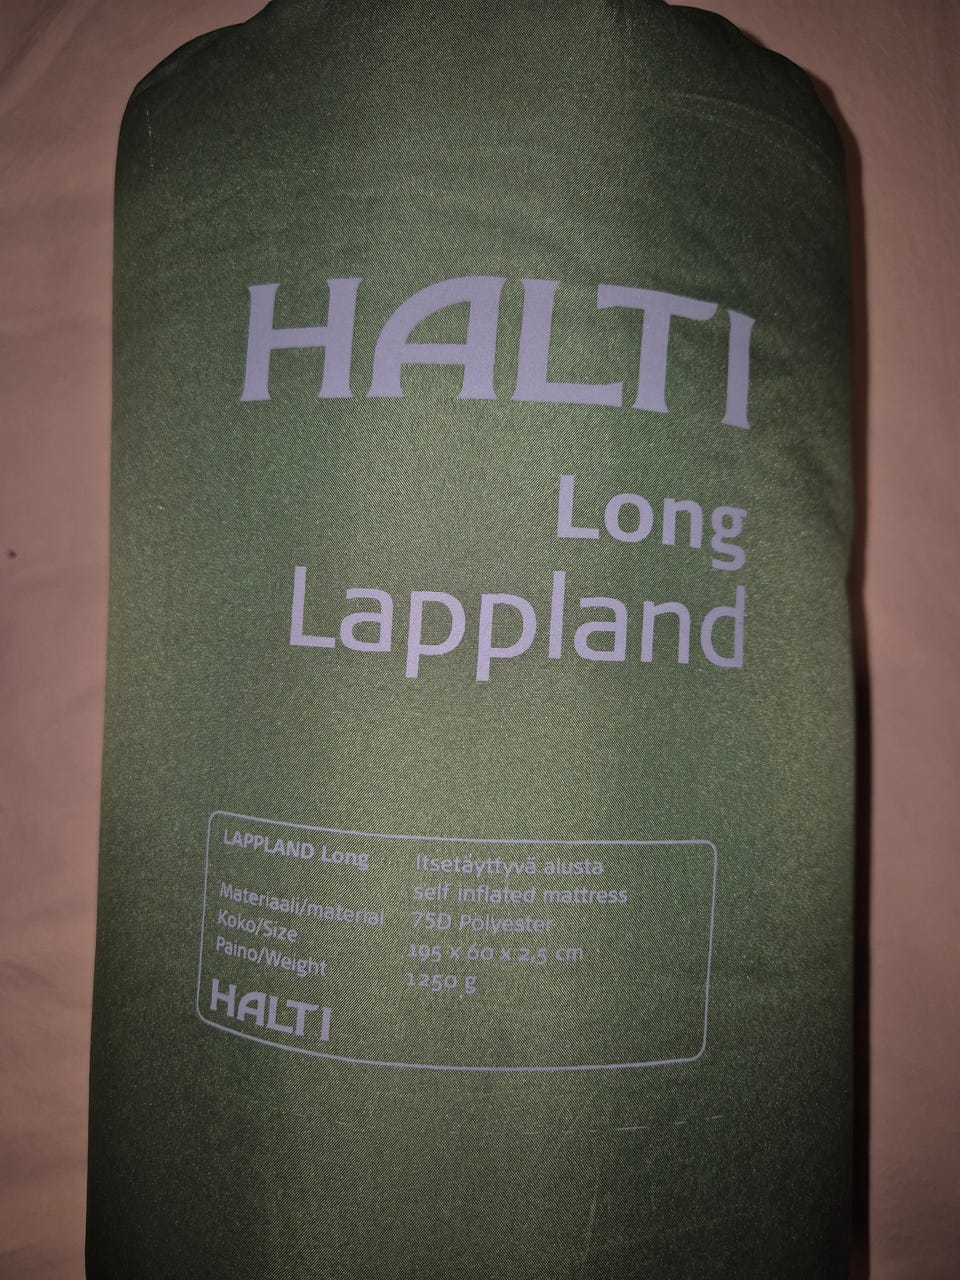 HALTI
Long
Lappland
LAPPLAND Long Itsetäyttyvä alusta
self inflated mattress
Materiaali/material 75D Polyester
Koko/Size 195 x 60 x 2,5 cm
Paino/Weight 1250 g
HALTI